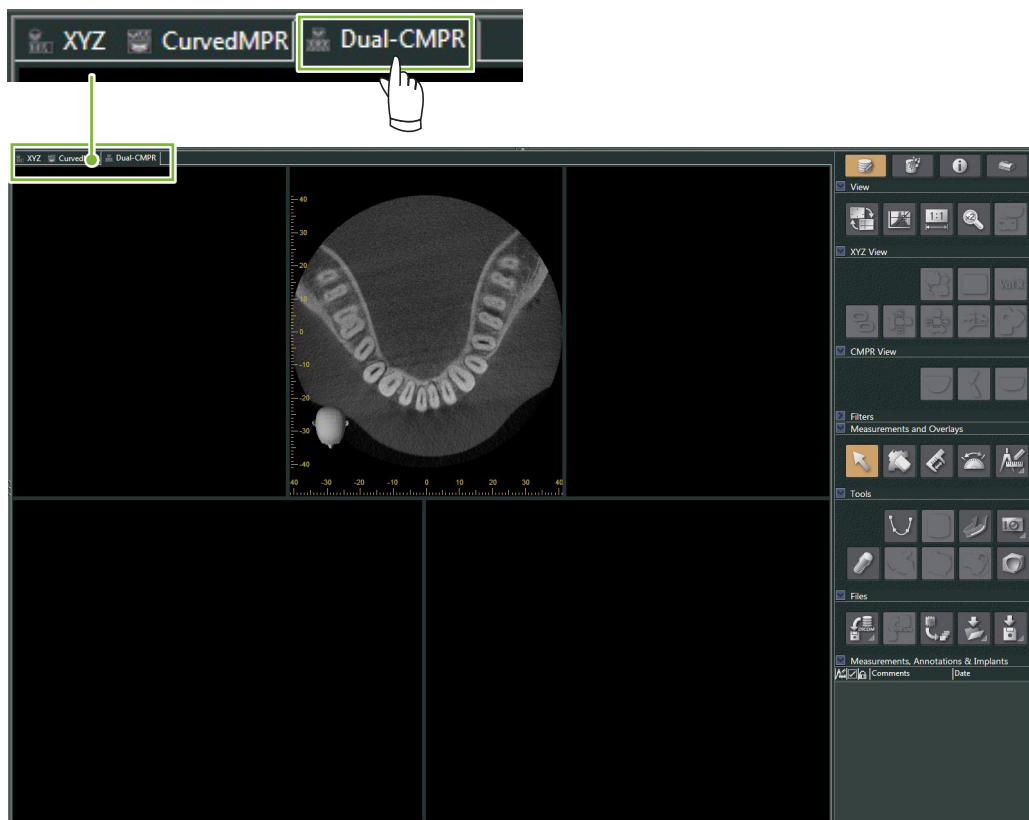 XYZ CurvedMPR Dual-CMPR
XYZ Dual-CMPR
View
1:1 x2
XYZ View
Vol R
CMPR View
Filters
Measurements and Overlays
Tools
Files
DICOM
Measurements, Annotations & Implants
Comments Date
40
30
20
10
0
-10
-20
-30
-40
40 -30 -20 -10 0 10 20 30 40